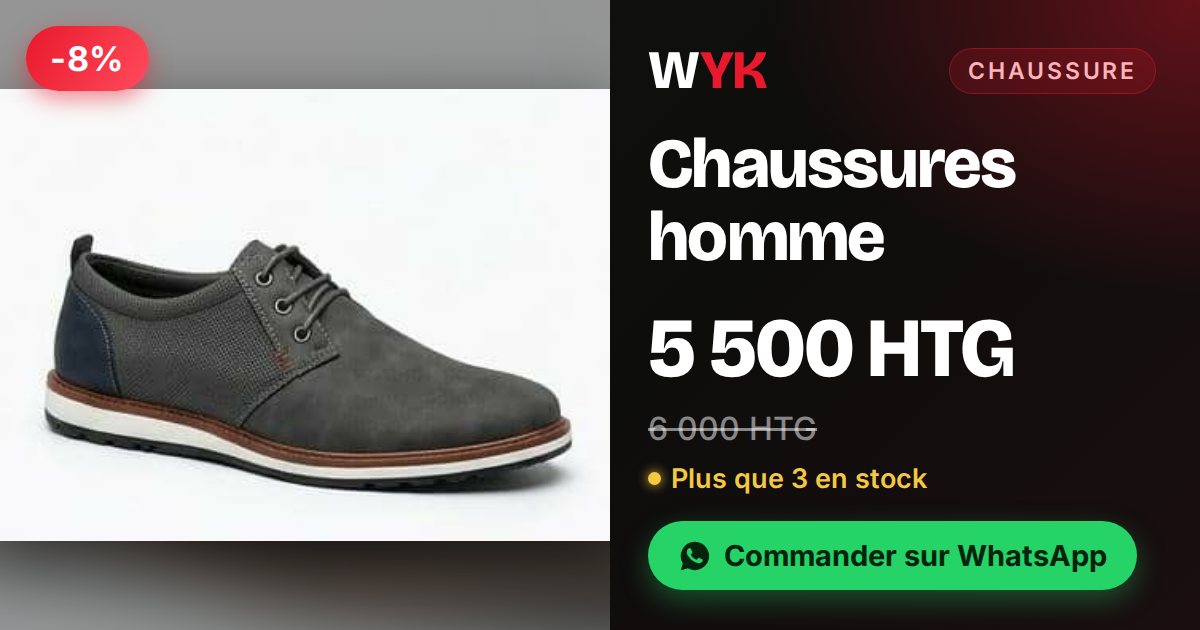 -8%
WYK
CHAUSSURE
Chaussures
homme
5 500 HTG
6 000 HTG
Plus que 3 en stock
Commander sur WhatsApp